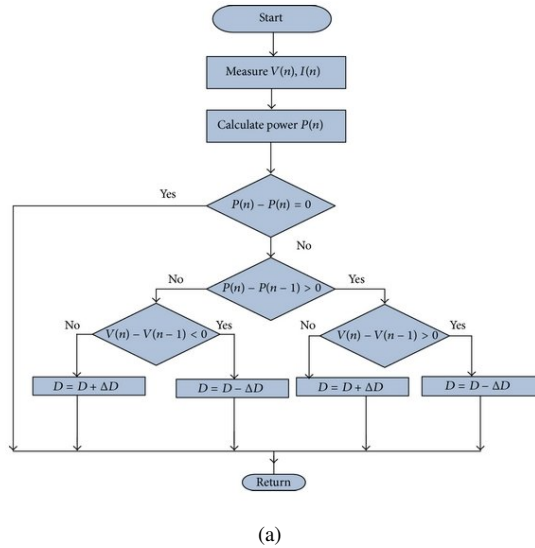 Start
Measure V(n), I(n)
Calculate power P(n)
Yes
P(n) − P(n) = 0
No
No
P(n) − P(n − 1) > 0
Yes
No
V(n) − V(n − 1) < 0
Yes
No
V(n) − V(n − 1) > 0
Yes
D = D + ΔD
D = D − ΔD
D = D + ΔD
D = D − ΔD
Return
(a)